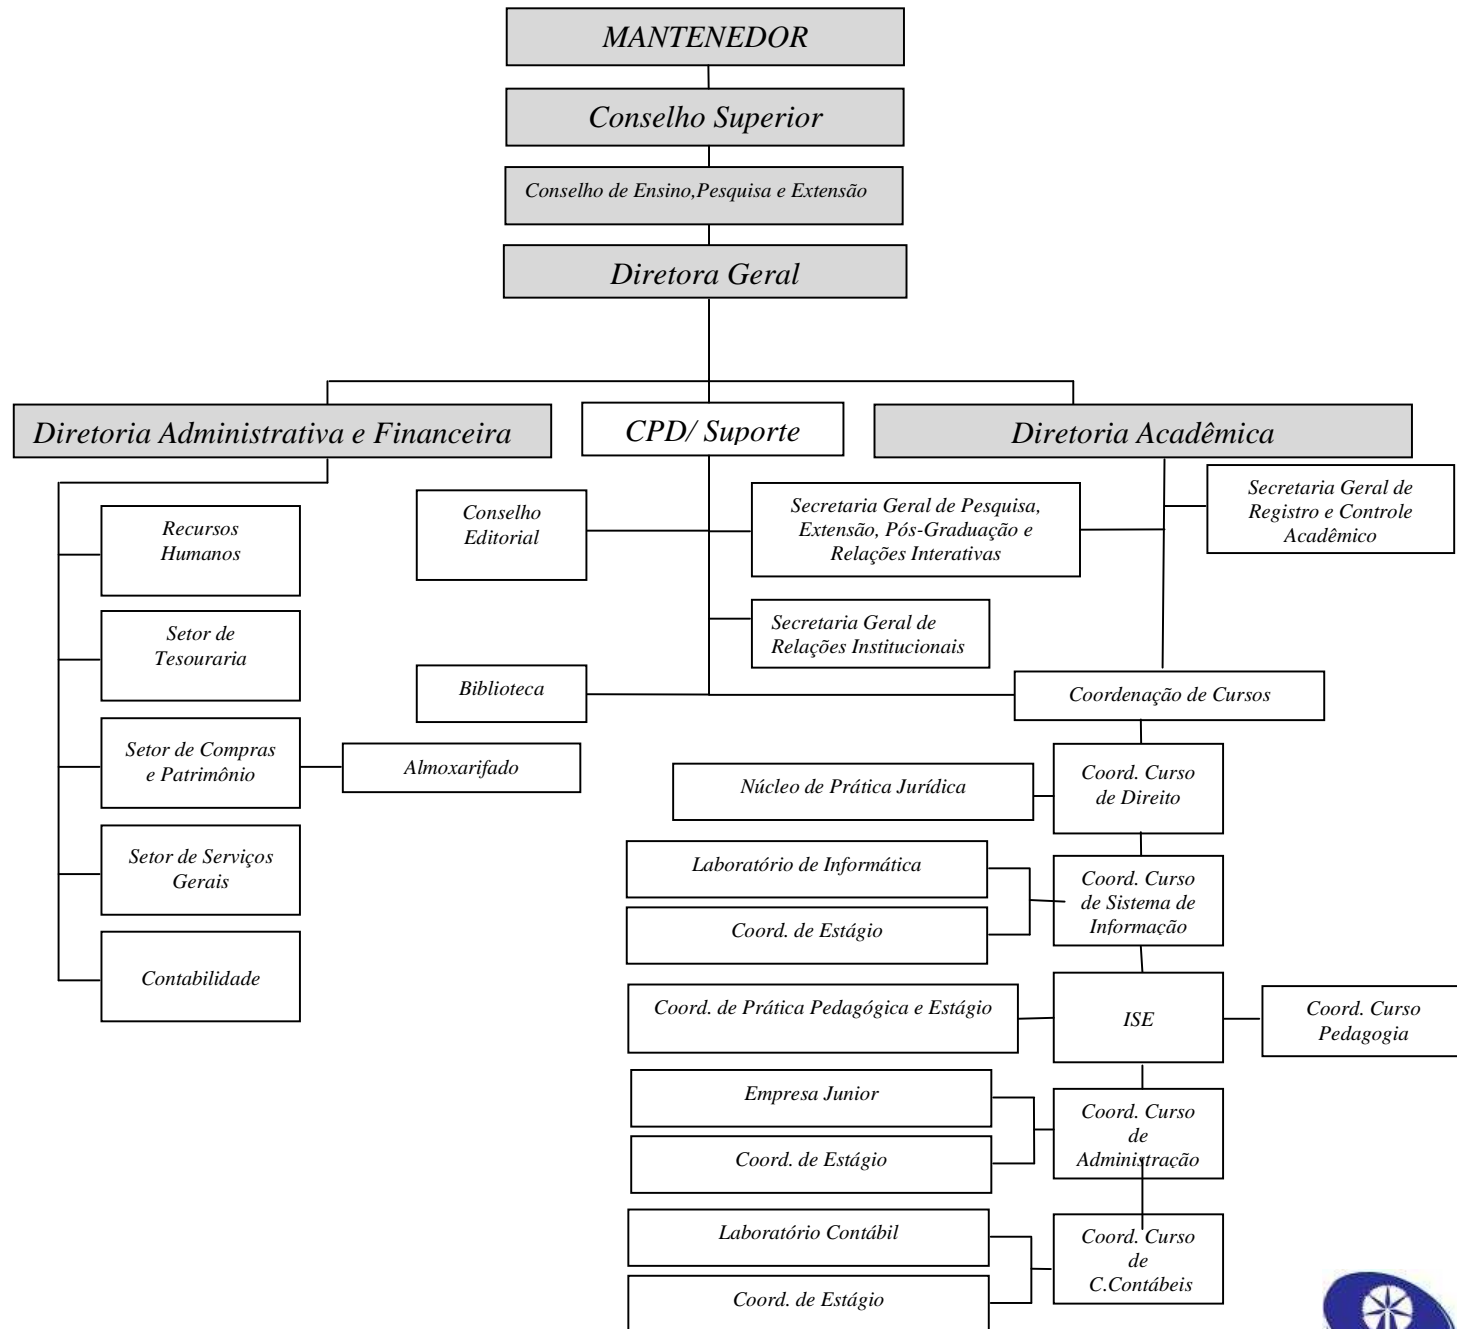 MANTENEDOR
Conselho Superior
Conselho de Ensino,Pesquisa e Extensão
Diretora Geral
Diretoria Administrativa e Financeira
CPD/ Suporte
Diretoria Acadêmica
Recursos
Humanos
Conselho
Editorial
Secretaria Geral de Pesquisa,
Extensão, Pós-Graduação e
Relações Interativas
Secretaria Geral de
Registro e Controle
Acadêmico
Setor de
Tesouraria
Secretaria Geral de
Relações Institucionais
Biblioteca
Coordenação de Cursos
Setor de Compras
e Patrimônio
Almoxarifado
Núcleo de Prática Jurídica
Coord. Curso
de Direito
Setor de Serviços
Gerais
Laboratório de Informática
Coord. de Estágio
Coord. Curso
de Sistema de
Informação
Contabilidade
Coord. de Prática Pedagógica e Estágio
ISE
Coord. Curso
Pedagogia
Empresa Junior
Coord. de Estágio
Coord. Curso
de
Administração
Laboratório Contábil
Coord. de Estágio
Coord. Curso
de
C.Contábeis